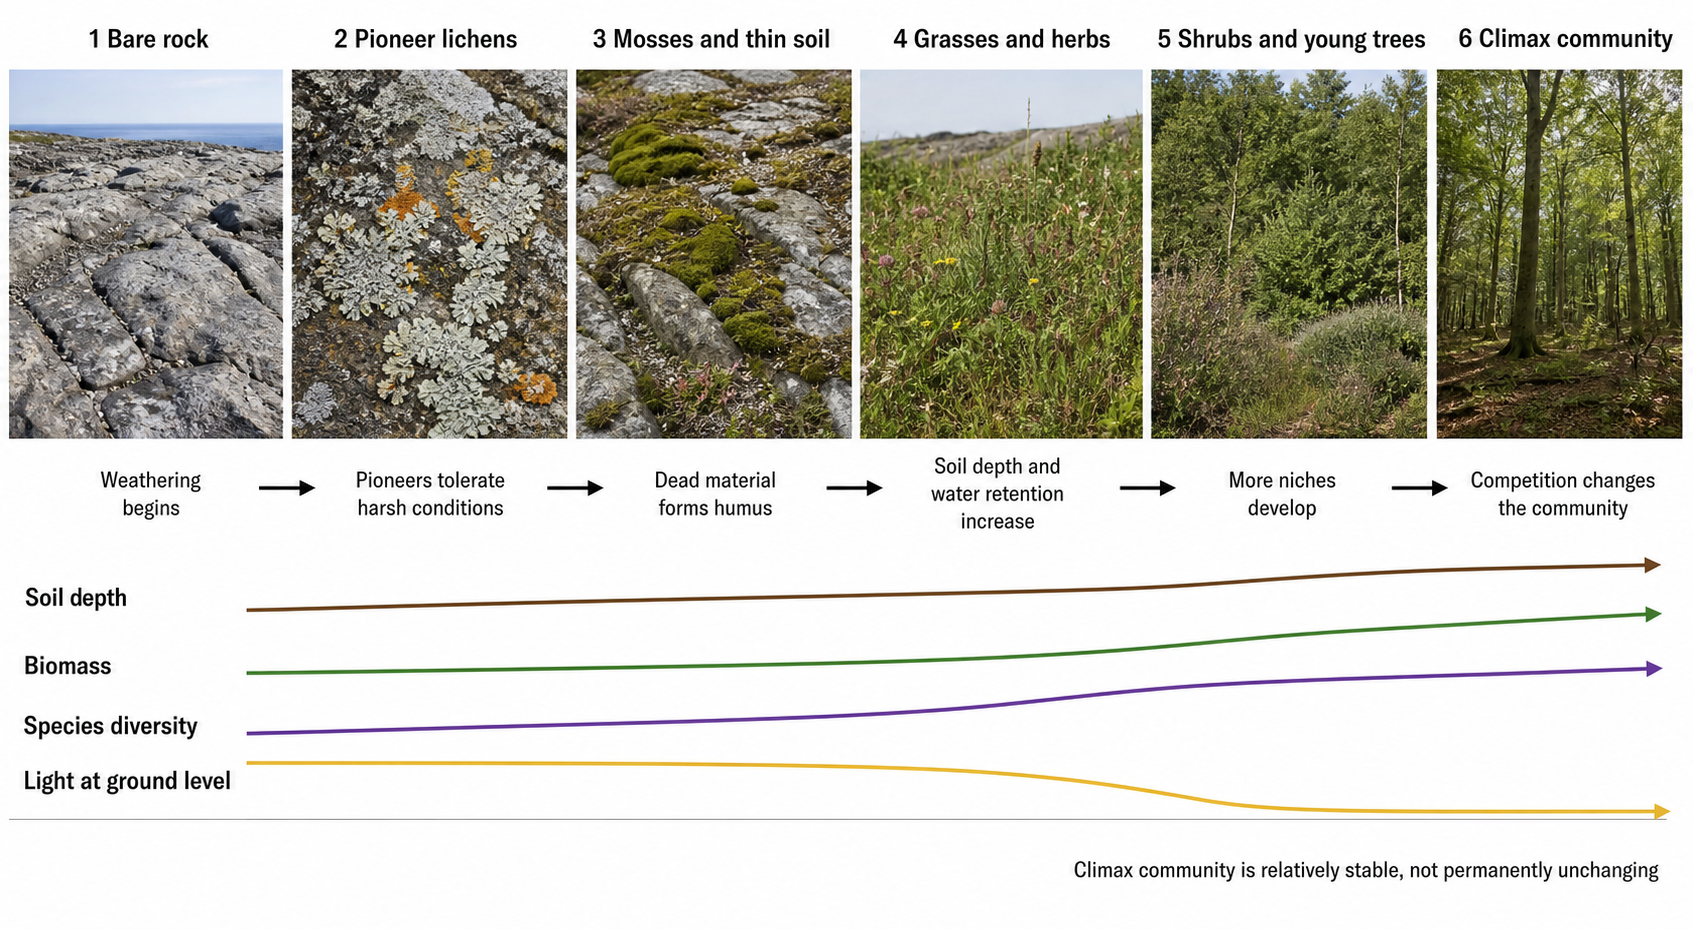 1 Bare rock
2 Pioneer lichens
3 Mosses and thin soil
4 Grasses and herbs
5 Shrubs and young trees
6 Climax community
Weathering
begins
Pioneers tolerate
harsh conditions
Dead material
forms humus
Soil depth and
water retention
increase
More niches
develop
Competition changes
the community
Soil depth
Biomass
Species diversity
Light at ground level
Climax community is relatively stable, not permanently unchanging